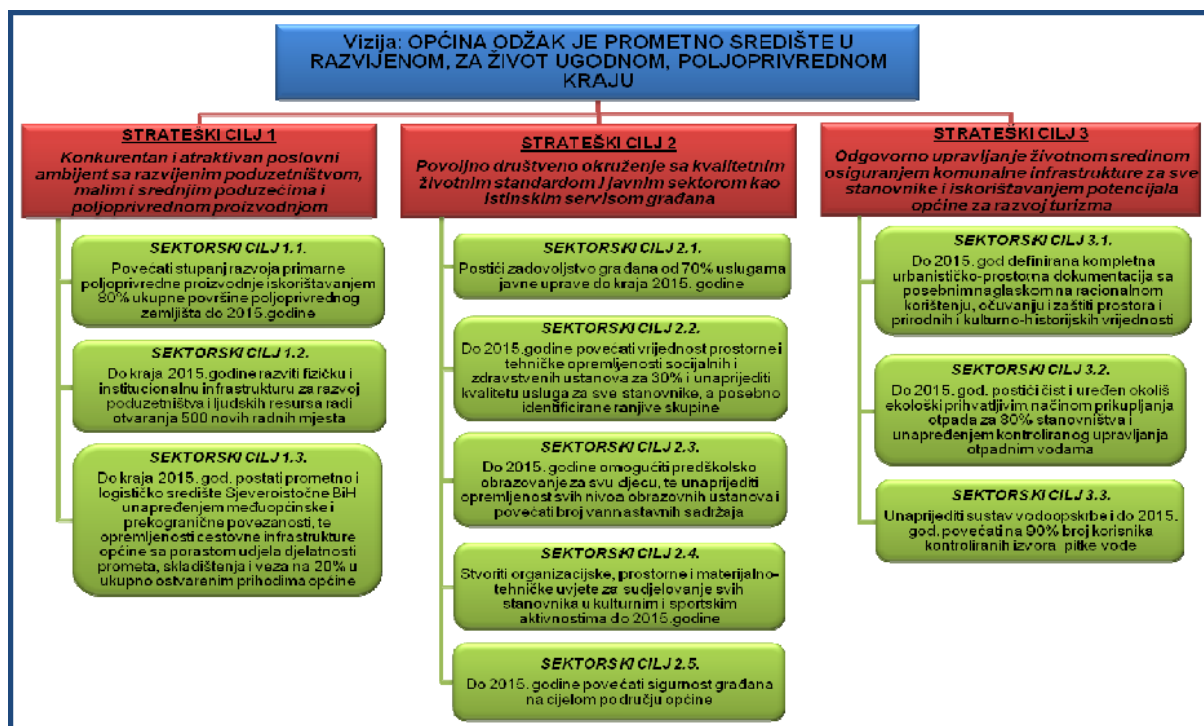 Vizija: OPĆINA ODŽAK JE PROMETNO SREDIŠTE U
RAZVIJENOM, ZA ŽIVOT UGODNOM, POLJOPRIVREDNOM
KRAJU
STRATEŠKI CILJ 1
Konkurentan i atraktivan poslovni
ambijent sa razvijenim poduzetništvom,
malim i srednjim poduzećima i
poljoprivrednom proizvodnjom
SEKTORSKI CILJ 1.1.
Povećati stupanj razvoja primarne
poljoprivredne proizvodnje iskorištavanjem
80% ukupne površine poljoprivrednog
zemljišta do 2015.godine
SEKTORSKI CILJ 1.2.
Do kraja 2015.godine razviti fizičku i
institucionalnu infrastrukturu za razvoj
poduzetništva i ljudskih resursa radi
otvaranja 500 novih radnih mjesta
SEKTORSKI CILJ 1.3.
Do kraja 2015. god. postati prometno i
logističko središte Sjeveroistočne BiH
unapređenjem međuopćinske i
prekogranične povezanosti, te
opremljenosti cestovne infrastrukture
općine sa porastom udjela djelatnosti
prometa, skladištenja i veza na 20% u
ukupno ostvarenim prihodima općine
STRATEŠKI CILJ 2
Povoljno društveno okruženje sa kvalitetnim
životnim standardom i javnim sektorom kao
istinskim servisom građana
SEKTORSKI CILJ 2.1.
Postići zadovoljstvo građana od 70% uslugama
javne uprave do kraja 2015. godine
SEKTORSKI CILJ 2.2.
Do 2015.godine povećati vrijednost prostorne i
tehničke opremljenosti socijalnih i
zdravstvenih ustanova za 30% i unaprijediti
kvalitetu usluga za sve stanovnike, a posebno
identificirane ranjive skupine
SEKTORSKI CILJ 2.3.
Do 2015. godine omogućiti predškolsko
obrazovanje za svu djecu, te unaprijediti
opremljenost svih nivoa obrazovnih ustanova i
povećati broj vannastavnih sadržaja
SEKTORSKI CILJ 2.4.
Stvoriti organizacijske, prostorne i materijalno-
tehničke uvjete za sudjelovanje svih
stanovnika u kulturnim i sportskim
aktivnostima do 2015.godine
SEKTORSKI CILJ 2.5.
Do 2015. godine povećati sigurnost građana
na cijelom području općine
STRATEŠKI CILJ 3
Odgovorno upravljanje životnom sredinom
osiguranjem komunalne infrastrukture za sve
stanovnike i iskorištavanjem potencijala
općine za razvoj turizma
SEKTORSKI CILJ 3.1.
Do 2015. god definirana kompletna
urbanističko-prostorna dokumentacija sa
posebnim naglaskom na racionalnom
korištenju, očuvanju i zaštiti prostora i
prirodnih i kulturno-historijskih vrijednosti
SEKTORSKI CILJ 3.2.
Do 2015. god. postići čist i uređen okoliš
ekološki prihvatljivim načinom prikupljanja
otpada za 80% stanovništva i
unapređenjem kontroliranog upravljanja
otpadnim vodama
SEKTORSKI CILJ 3.3.
Unaprijediti sustav vodoopskrbe i do 2015.
god. povećati na 90% broj korisnika
kontroliranih izvora pitke vode